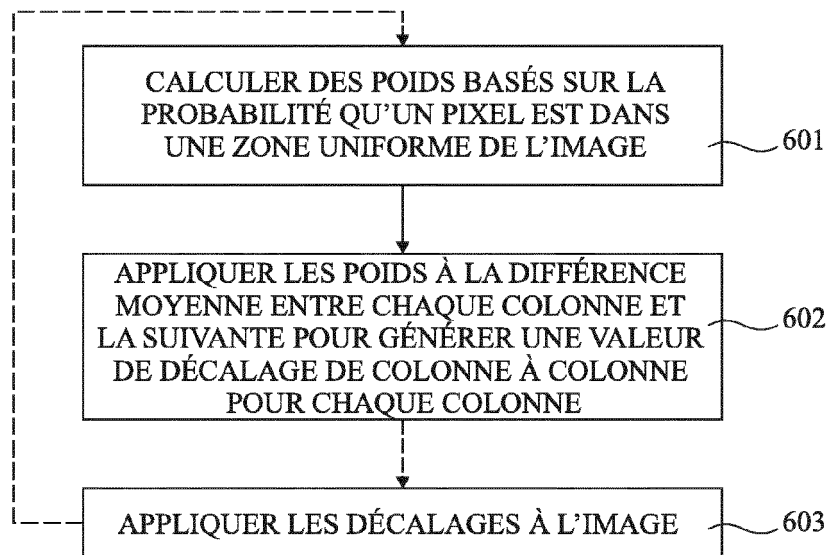 CALCULER DES POIDS BASÉS SUR LA
PROBABILITÉ QU'UN PIXEL EST DANS
UNE ZONE UNIFORME DE L'IMAGE
601
APPLIQUER LES POIDS À LA DIFFÉRENCE
MOYENNE ENTRE CHAQUE COLONNE ET
LA SUIVANTE POUR GÉNÉRER UNE VALEUR
DE DÉCALAGE DE COLONNE À COLONNE
POUR CHAQUE COLONNE
602
APPLIQUER LES DÉCALAGES À L'IMAGE
603